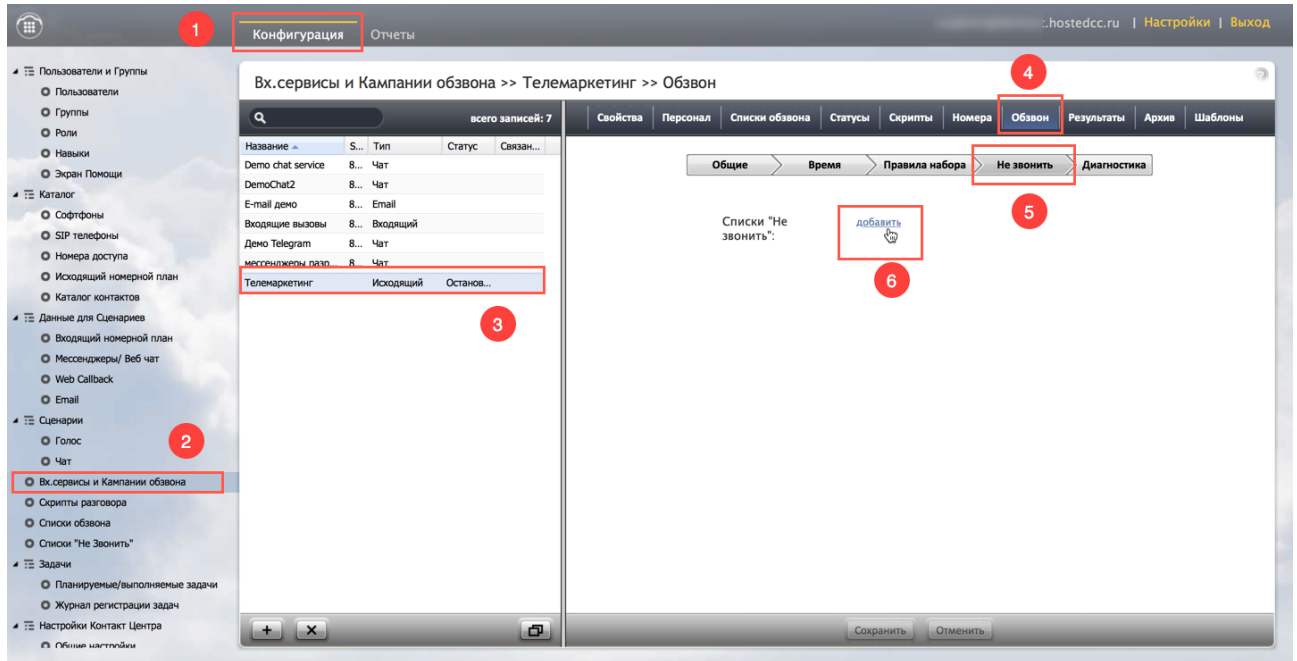 1
Конфигурация
Отчеты
.hostedcc.ru | Настройки | Выход
Пользователи и Группы
Пользователи
Группы
Роли
Навыки
Экран Помощи
Каталог
Софтфоны
SIP телефоны
Номера доступа
Исходящий номерной план
Каталог контактов
Данные для Сценариев
Входящий номерной план
Мессенджеры/ Веб чат
Web Callback
Email
Сценарии
Голос
Чат
2
Вх.сервисы и Кампании обзвона
Скрипты разговора
Списки обзвона
Списки "Не Звонить"
Задачи
Планируемые/выполняемые задачи
Журнал регистрации задач
Настройки Контакт Центра
Общие настройки
Вх.сервисы и Кампании обзвона >> Телемаркетинг >> Обзвон
4
?
всего записей: 7
Название S... Тип Статус Связан...
Demo chat service 8... Чат
DemoChat2 8... Чат
E-mail демо 8... Email
Входящие вызовы 8... Входящий
Демо Telegram 8... Чат
мессенджеры разр... 8... Чат
Телемаркетинг Исходящий Останов...
3
Свойства Персонал Списки обзвона Статусы Скрипты Номера Обзвон Результаты Архив Шаблоны
Общие Время Правила набора Не звонить Диагностика
5
Списки "Не
звонить":
добавить
6
Сохранить Отменить